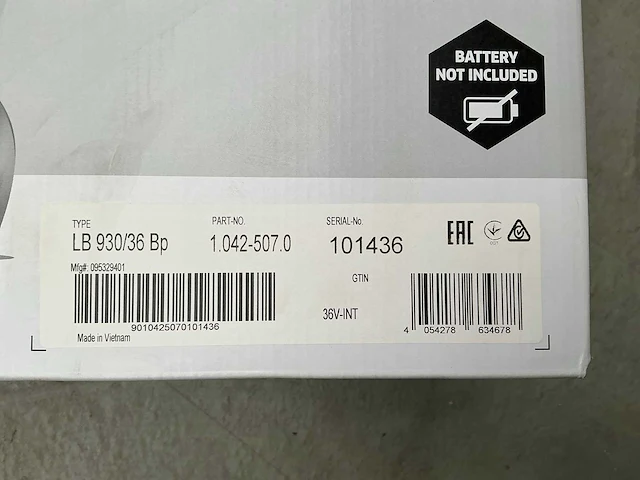 BATTERY
NOT INCLUDED
TYPE PART-NO. SERIAL-No.
LB 930/36 Bp 1.042-507.0 101436 EAC
Mfg#: 095329401
GTIN
9010425070101436
36V-INT
4 054278 634678
Made in Vietnam